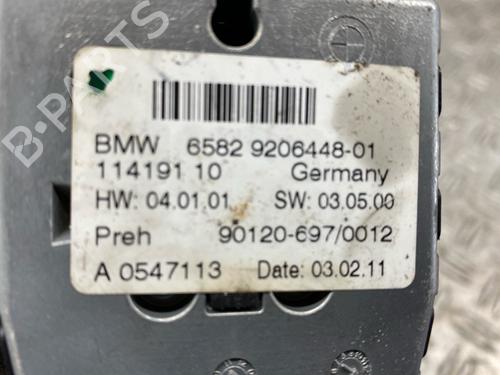 B-PARTS
BMW 6582 9206448-01
114191 10 Germany
HW: 04.01.01 SW: 03.05.00
Preh 90120-697/0012
A 0547113 Date: 03.02.11